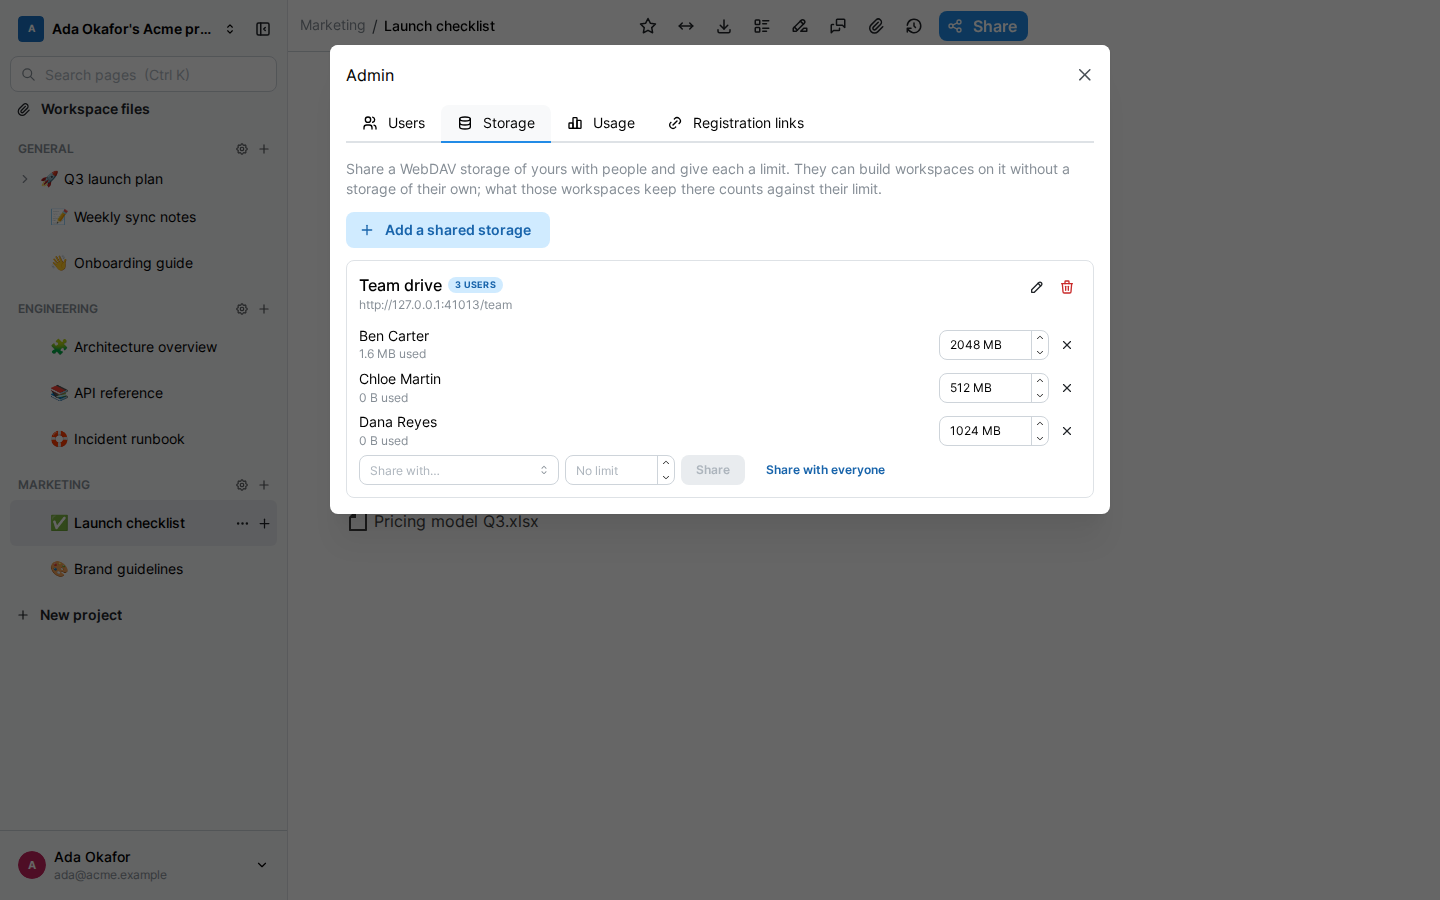 A
Ada Okafor's Acme pr...
Search pages (Ctrl K)
Workspace files
GENERAL
Q3 launch plan
Weekly sync notes
Onboarding guide
ENGINEERING
Architecture overview
API reference
Incident runbook
MARKETING
Launch checklist
Brand guidelines
New project
A
Ada Okafor
ada@acme.example
Marketing / Launch checklist
Share
Admin
Users
Storage
Usage
Registration links
Share a WebDAV storage of yours with people and give each a limit. They can build workspaces on it without a
storage of their own; what those workspaces keep there counts against their limit.
Add a shared storage
Team drive 3 USERS
http://127.0.0.1:41013/team
Ben Carter
1.6 MB used
2048 MB
Chloe Martin
0 B used
512 MB
Dana Reyes
0 B used
1024 MB
Share with...
No limit
Share
Share with everyone
Pricing model Q3.xlsx